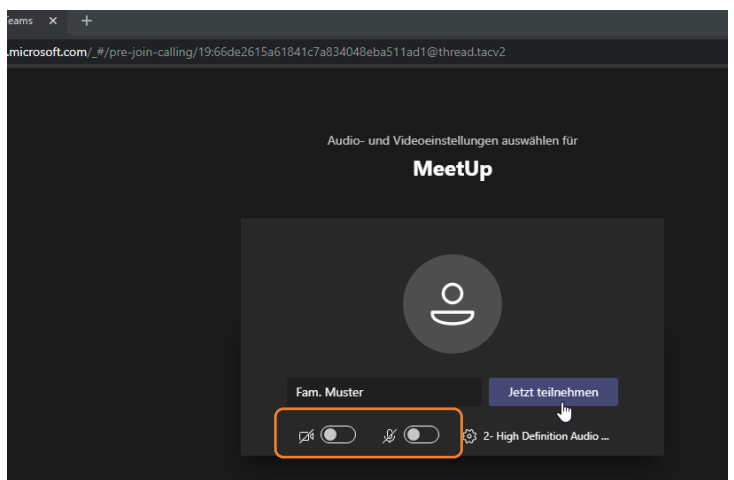 Teams
.microsoft.com/_#/pre-join-calling/19:66de2615a61841c7a834048eba511ad1@thread.tacv2
Audio- und Videoeinstellungen auswählen für
MeetUp
Fam. Muster
Jetzt teilnehmen
2- High Definition Audio ...